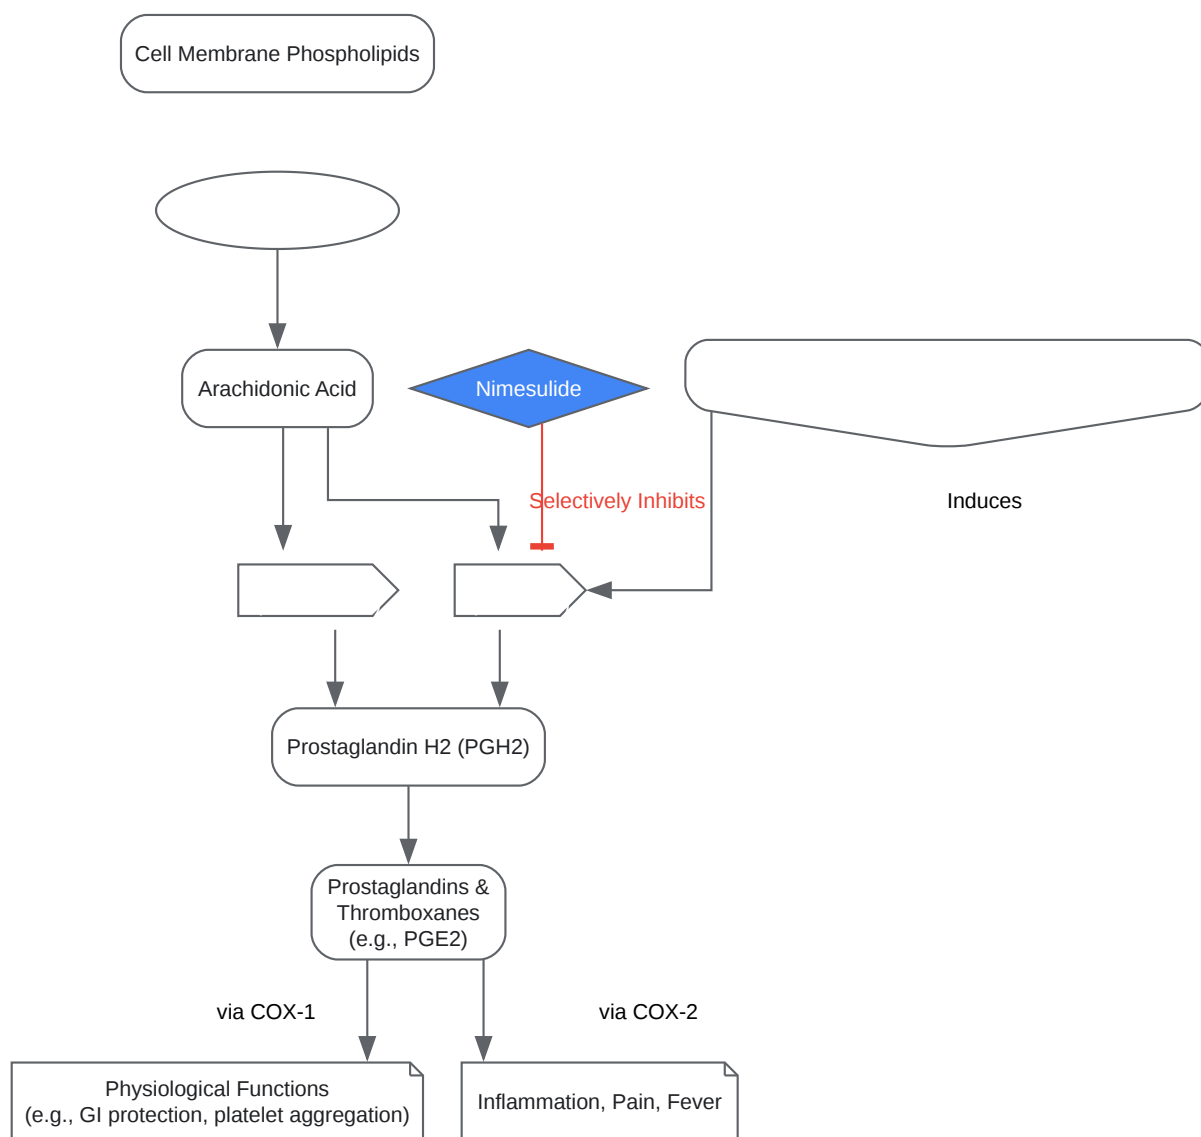 Cell Membrane Phospholipids
Arachidonic Acid
Nimesulide
Selectively Inhibits
Induces
Prostaglandin H2 (PGH2)
Prostaglandins &
Thromboxanes
(e.g., PGE2)
via COX-1
via COX-2
Physiological Functions
(e.g., GI protection, platelet aggregation)
Inflammation, Pain, Fever